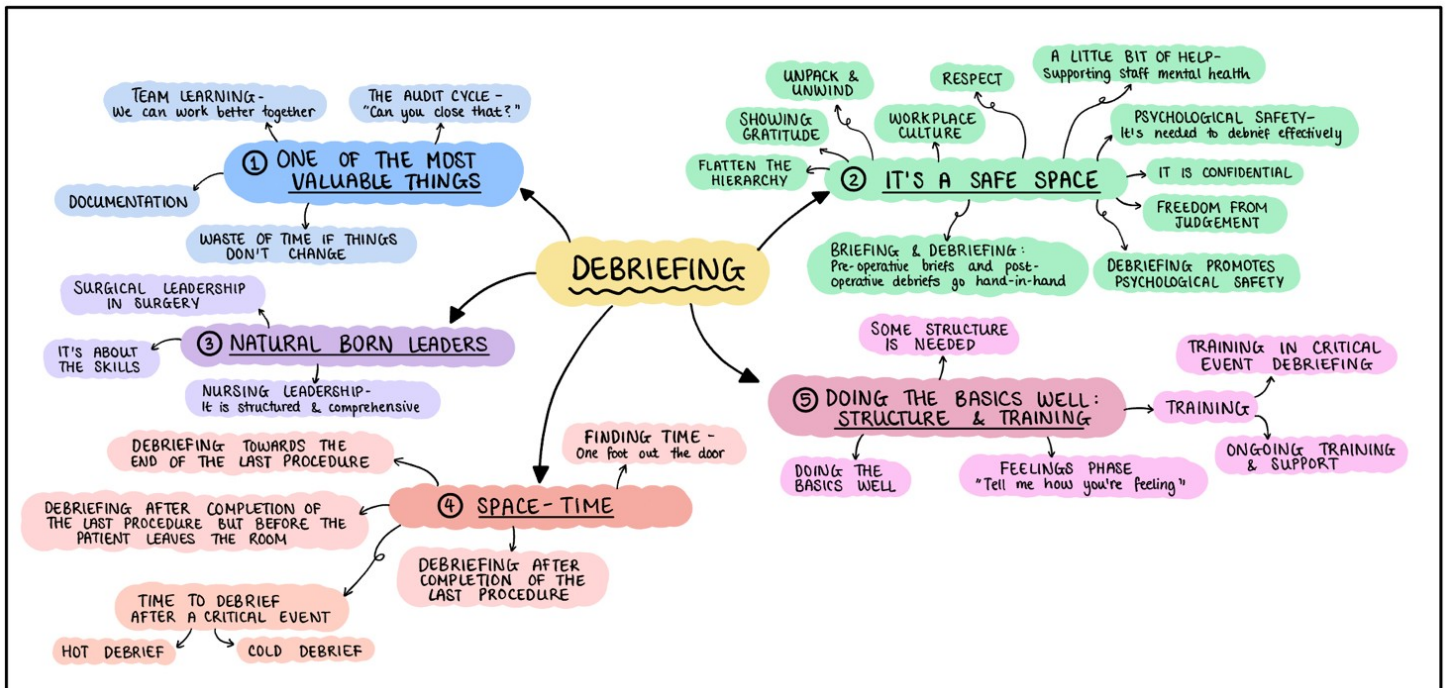 DEBRIEFING
① ONE OF THE MOST
VALUABLE THINGS
TEAM LEARNING-
We can work better together
THE AUDIT CYCLE -
"Can you close that?"
DOCUMENTATION
WASTE OF TIME IF THINGS
DON'T CHANGE
② IT'S A SAFE SPACE
FLATTEN THE
HIERARCHY
SHOWING
GRATITUDE
UNPACK &
UNWIND
WORKPLACE
CULTURE
RESPECT
A LITTLE BIT OF HELP-
Supporting staff mental health
PSYCHOLOGICAL SAFETY-
It's needed to debrief effectively
IT IS CONFIDENTIAL
FREEDOM FROM
JUDGEMENT
DEBRIEFING PROMOTES
PSYCHOLOGICAL SAFETY
BRIEFING & DEBRIEFING:
Pre-operative briefs and post-
operative debriefs go hand-in-hand
③ NATURAL BORN LEADERS
SURGICAL LEADERSHIP
IN SURGERY
IT'S ABOUT
THE SKILLS
NURSING LEADERSHIP-
It is structured & comprehensive
④ SPACE-TIME
DEBRIEFING TOWARDS THE
END OF THE LAST PROCEDURE
FINDING TIME -
One foot out the door
DEBRIEFING AFTER COMPLETION OF
THE LAST PROCEDURE BUT BEFORE THE
PATIENT LEAVES THE ROOM
DEBRIEFING AFTER
COMPLETION OF THE
LAST PROCEDURE
TIME TO DEBRIEF
AFTER A CRITICAL EVENT
HOT DEBRIEF
COLD DEBRIEF
⑤ DOING THE BASICS WELL:
STRUCTURE & TRAINING
SOME STRUCTURE
IS NEEDED
DOING THE
BASICS WELL
FEELINGS PHASE
"Tell me how you're feeling"
TRAINING
TRAINING IN CRITICAL
EVENT DEBRIEFING
ONGOING TRAINING
& SUPPORT